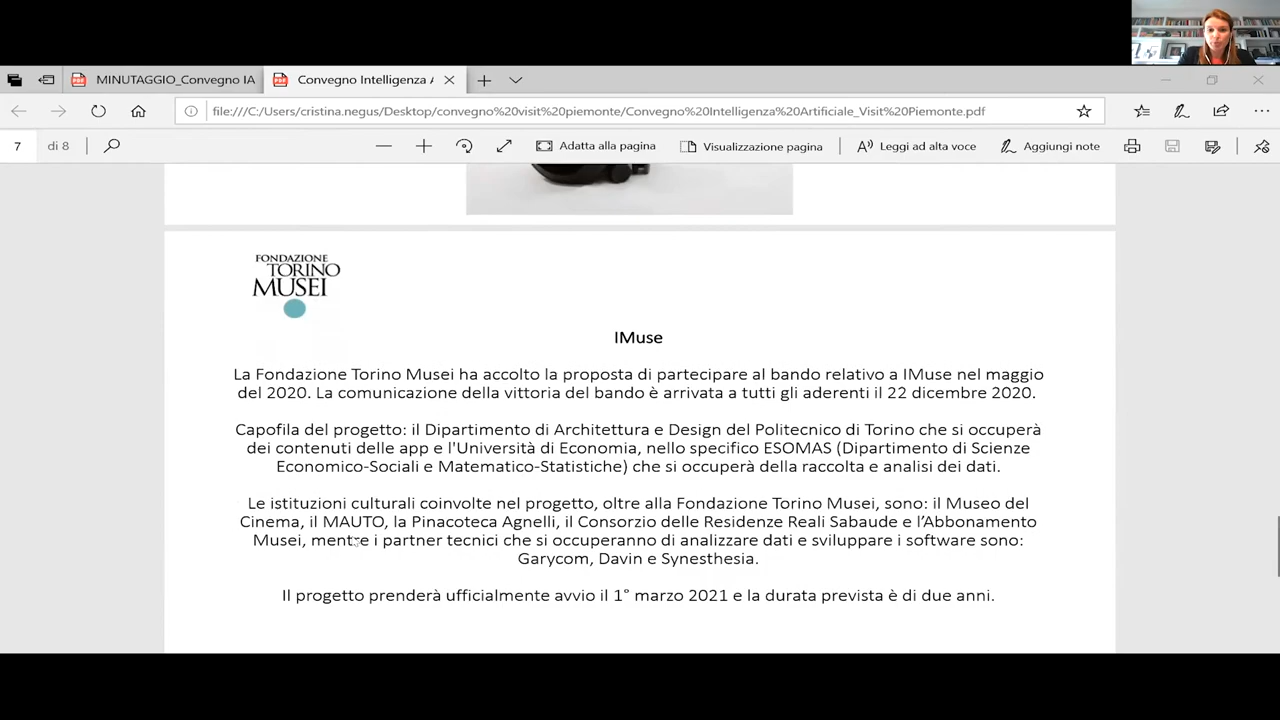 MINUTAGGIO_Convegno IA
Convegno Intelligenza A
file:///C:/Users/cristina.negus/Desktop/convegno%20visit%20piemonte/Convegno%20Intelligenza%20Artificiale_Visit%20Piemonte.pdf
7 di 8
Adatta alla pagina
Visualizzazione pagina
Leggi ad alta voce
Aggiungi note
FONDAZIONE
TORINO
MUSEI
IMuse
La Fondazione Torino Musei ha accolto la proposta di partecipare al bando relativo a IMuse nel maggio
del 2020. La comunicazione della vittoria del bando è arrivata a tutti gli aderenti il 22 dicembre 2020.
Capofila del progetto: il Dipartimento di Architettura e Design del Politecnico di Torino che si occuperà
dei contenuti delle app e l'Università di Economia, nello specifico ESOMAS (Dipartimento di Scienze
Economico-Sociali e Matematico-Statistiche) che si occuperà della raccolta e analisi dei dati.
Le istituzioni culturali coinvolte nel progetto, oltre alla Fondazione Torino Musei, sono: il Museo del
Cinema, il MAUTO, la Pinacoteca Agnelli, il Consorzio delle Residenze Reali Sabaude e l’Abbonamento
Musei, mentre i partner tecnici che si occuperanno di analizzare dati e sviluppare i software sono:
Garycom, Davin e Synesthesia.
Il progetto prenderà ufficialmente avvio il 1° marzo 2021 e la durata prevista è di due anni.